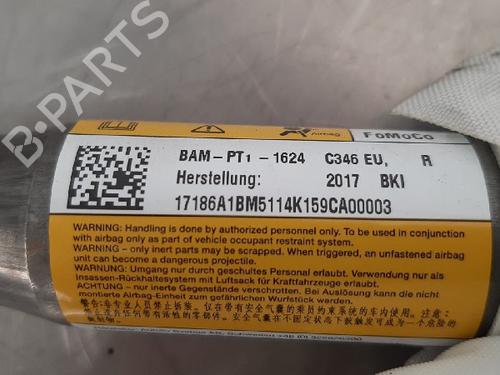 B-PARTS
Airbag
FoMoCo
BAM-PT1 - 1624 C346 EU, R
Herstellung: 2017 BKI
17186A1BM5114K159CA00003
WARNING: Handling is done by authorized personnel only. To be used in conjunction
with airbag only as part of vehicle occupant restraint system.
WARNING: Only inert parts may be scrapped. When triggered, an unfastened airbag
unit can become a dangerous projectile.
WARNUNG: Umgang nur durch geschultes Personal erlaubt. Verwendung nur als
Insassen-Rückhaltesystem mit Luftsack für Kraftfahrzeuge erlaubt.
ACHTUNG - nur inerte Gegenstände verschrotten. Bei Auslösung kann die nicht
montierte Airbag-Einheit zum gefährlichen Wurfstück werden.